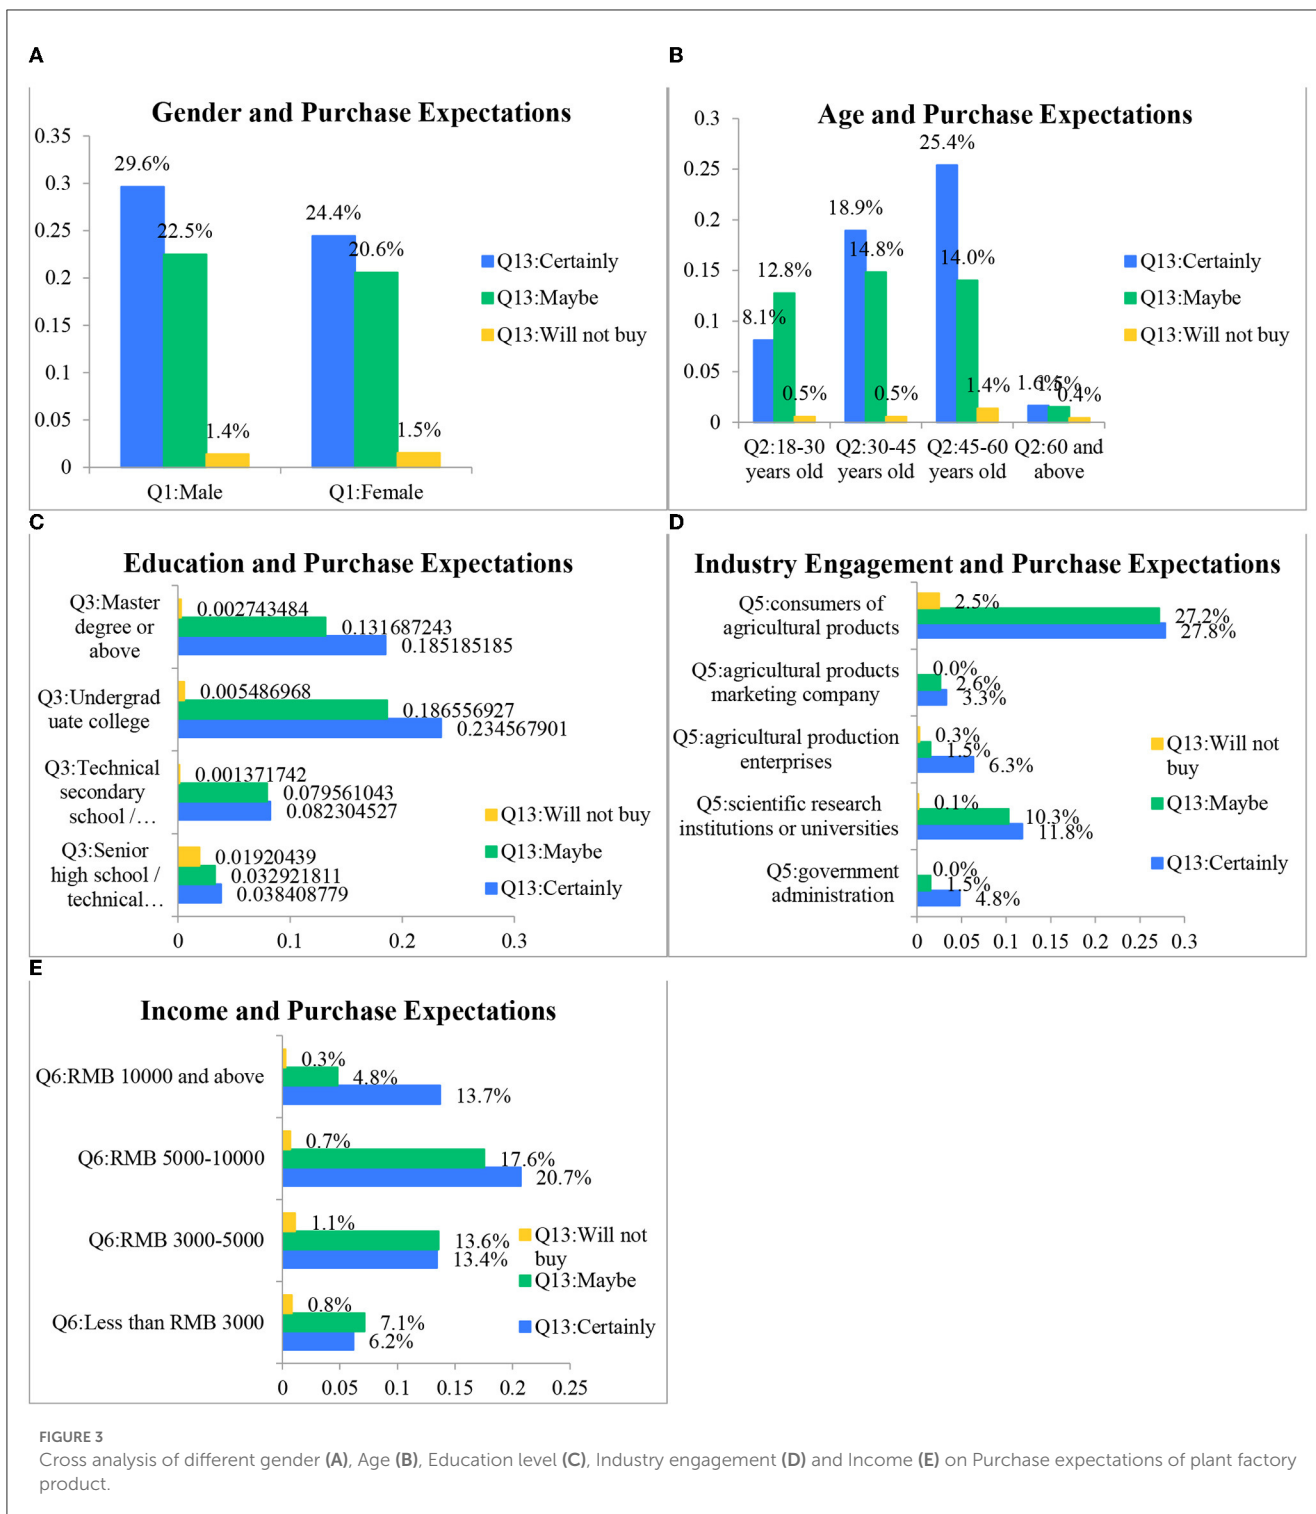 A
Gender and Purchase Expectations
0.35
0.3
0.25
0.2
0.15
0.1
0.05
0
29.6%
22.5%
1.4%
24.4%
20.6%
1.5%
Q1:Male
Q1:Female
Q13:Certainly
Q13:Maybe
Q13:Will not buy
B
Age and Purchase Expectations
0.3
0.25
0.2
0.15
0.1
0.05
0
8.1%
12.8%
0.5%
18.9%
14.8%
0.5%
25.4%
14.0%
1.4%
1.6%
1.5%
0.4%
Q2:18-30
years old
Q2:30-45
years old
Q2:45-60
years old
Q2:60 and
above
Q13:Certainly
Q13:Maybe
Q13:Will not buy
C
Education and Purchase Expectations
Q3:Master
degree or
above
0.002743484
0.131687243
0.185185185
Q3:Undergrad
uate college
0.005486968
0.186556927
0.234567901
Q3:Technical
secondary
school /…
0.001371742
0.079561043
0.082304527
Q3:Senior
high school /
technical…
0.01920439
0.032921811
0.038408779
Q13:Will not buy
Q13:Maybe
Q13:Certainly
0
0.1
0.2
0.3
D
Industry Engagement and Purchase Expectations
Q5:consumers of
agricultural products
2.5%
27.2%
27.8%
Q5:agricultural products
marketing company
0.0%
2.6%
3.3%
Q5:agricultural production
enterprises
0.3%
1.5%
6.3%
Q5:scientific research
institutions or universities
0.1%
10.3%
11.8%
Q5:government
administration
0.0%
1.5%
4.8%
Q13:Will not
buy
Q13:Maybe
Q13:Certainly
0 0.05 0.1 0.15 0.2 0.25 0.3
E
Income and Purchase Expectations
Q6:RMB 10000 and above
0.3%
4.8%
13.7%
Q6:RMB 5000-10000
0.7%
17.6%
20.7%
Q6:RMB 3000-5000
1.1%
13.6%
13.4%
Q6:Less than RMB 3000
0.8%
7.1%
6.2%
Q13:Will not
buy
Q13:Maybe
Q13:Certainly
0 0.05 0.1 0.15 0.2 0.25
FIGURE 3
Cross analysis of different gender (A), Age (B), Education level (C), Industry engagement (D) and Income (E) on Purchase expectations of plant factory
product.